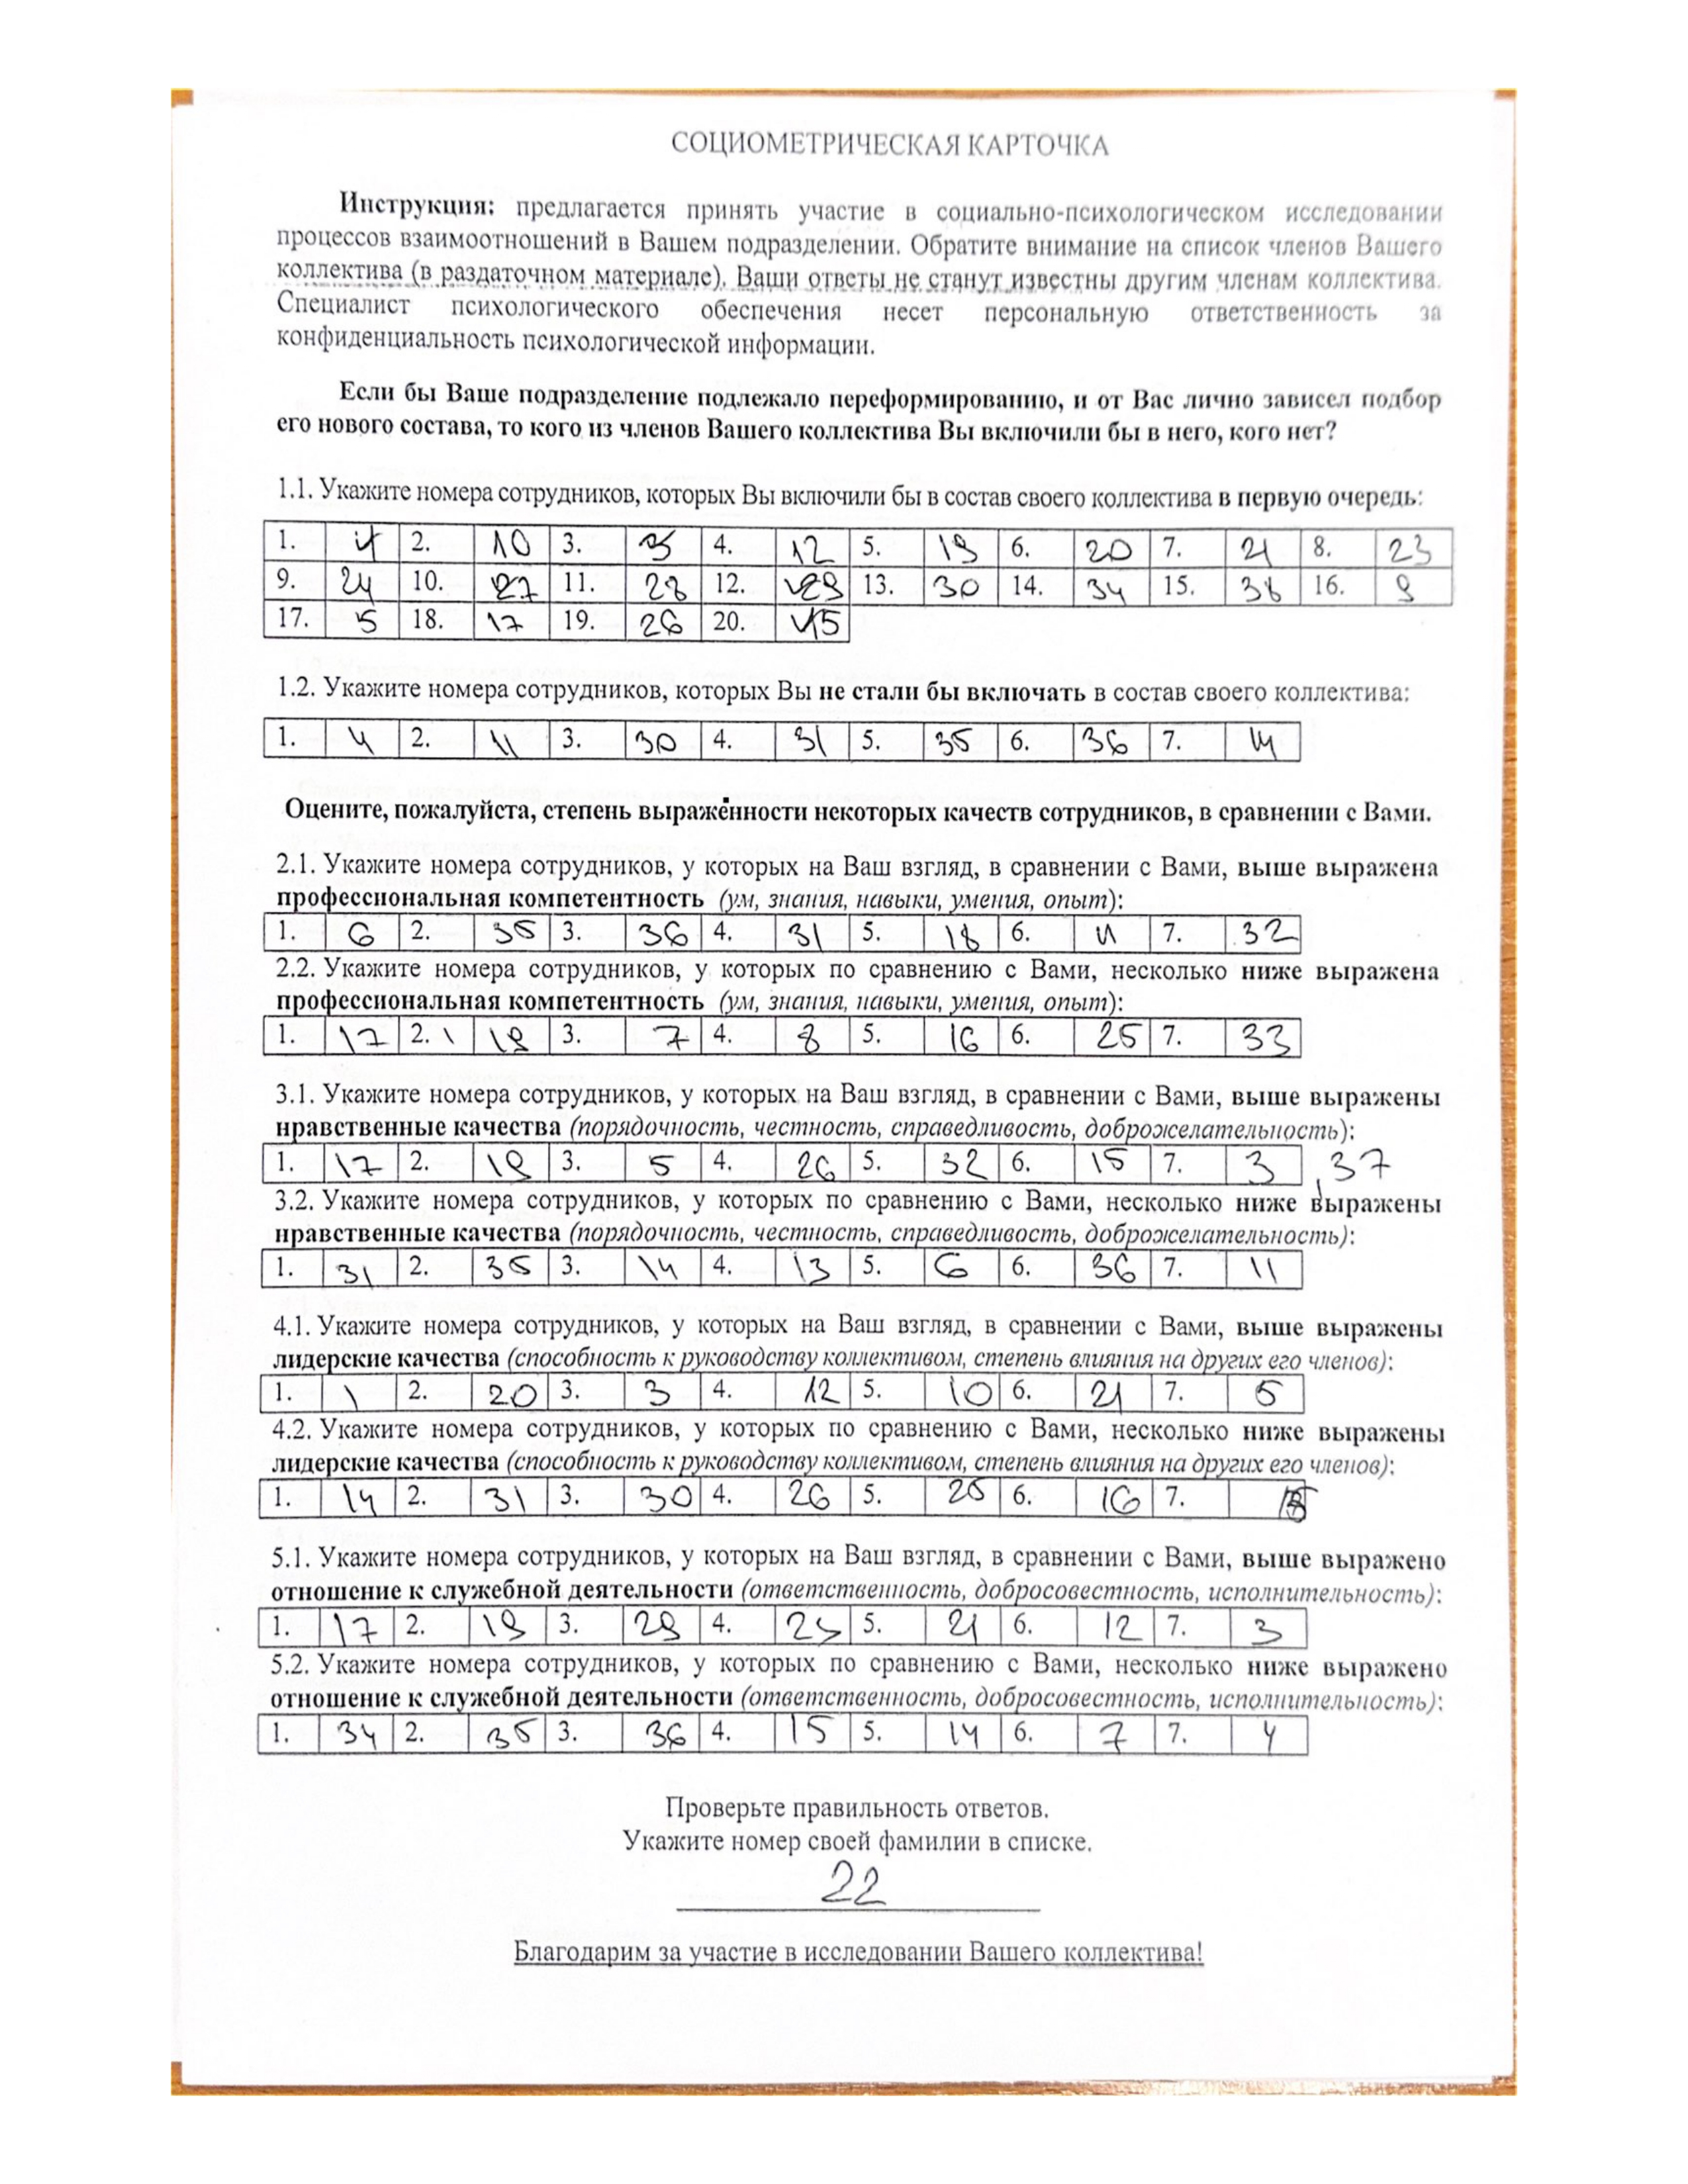 СОЦИОМЕТРИЧЕСКАЯ КАРТОЧКА
Инструкция: предлагается принять участие в социально-психологическом исследовании
процессов взаимоотношений в Вашем подразделении. Обратите внимание на список членов Вашего
коллектива (в раздаточном материале). Ваши ответы не станут известны другим членам коллектива.
Специалист психологического обеспечения несет персональную ответственность за
конфиденциальность психологической информации.
Если бы Ваше подразделение подлежало переформированию, и от Вас лично зависел подбор
его нового состава, то кого из членов Вашего коллектива Вы включили бы в него, кого нет?
1.1. Укажите номера сотрудников, которых Вы включили бы в состав своего коллектива в первую очередь:
1. 2. 10 3. 3 4. 12 5. 19 6. 20 7. 21 8. 23
9. 24 10. 27 11. 28 12. 29 13. 30 14. 34 15. 38 16. 9
17. 5 18. 17 19. 26 20. 15
1.2. Укажите номера сотрудников, которых Вы не стали бы включать в состав своего коллектива:
1. 4 2. 11 3. 30 4. 31 5. 35 6. 36 7. 14
Оцените, пожалуйста, степень выраженности некоторых качеств сотрудников, в сравнении с Вами.
2.1. Укажите номера сотрудников, у которых на Ваш взгляд, в сравнении с Вами, выше выражена
профессиональная компетентность (ум, знания, навыки, умения, опыт):
1. 6 2. 35 3. 36 4. 31 5. 18 6. 7. 32
2.2. Укажите номера сотрудников, у которых по сравнению с Вами, несколько ниже выражена
профессиональная компетентность (ум, знания, навыки, умения, опыт):
1. 17 2. 19 3. 7 4. 8 5. 16 6. 25 7. 33
3.1. Укажите номера сотрудников, у которых на Ваш взгляд, в сравнении с Вами, выше выражены
нравственные качества (порядочность, честность, справедливость, доброжелательность):
1. 17 2. 19 3. 5 4. 26 5. 32 6. 15 7. 3 , 37
3.2. Укажите номера сотрудников, у которых по сравнению с Вами, несколько ниже выражены
нравственные качества (порядочность, честность, справедливость, доброжелательность):
1. 31 2. 35 3. 14 4. 13 5. 6 6. 36 7. 11
4.1. Укажите номера сотрудников, у которых на Ваш взгляд, в сравнении с Вами, выше выражены
лидерские качества (способность к руководству коллективом, степень влияния на других его членов):
1. 1 2. 20 3. 3 4. 12 5. 10 6. 21 7. 5
4.2. Укажите номера сотрудников, у которых по сравнению с Вами, несколько ниже выражены
лидерские качества (способность к руководству коллективом, степень влияния на других его членов):
1. 14 2. 31 3. 30 4. 26 5. 25 6. 16 7.
5.1. Укажите номера сотрудников, у которых на Ваш взгляд, в сравнении с Вами, выше выражено
отношение к служебной деятельности (ответственность, добросовестность, исполнительность):
1. 17 2. 19 3. 29 4. 23 5. 21 6. 12 7. 3
5.2. Укажите номера сотрудников, у которых по сравнению с Вами, несколько ниже выражено
отношение к служебной деятельности (ответственность, добросовестность, исполнительность):
1. 34 2. 35 3. 36 4. 15 5. 14 6. 7 7. 4
Проверьте правильность ответов.
Укажите номер своей фамилии в списке.
22
Благодарим за участие в исследовании Вашего коллектива!